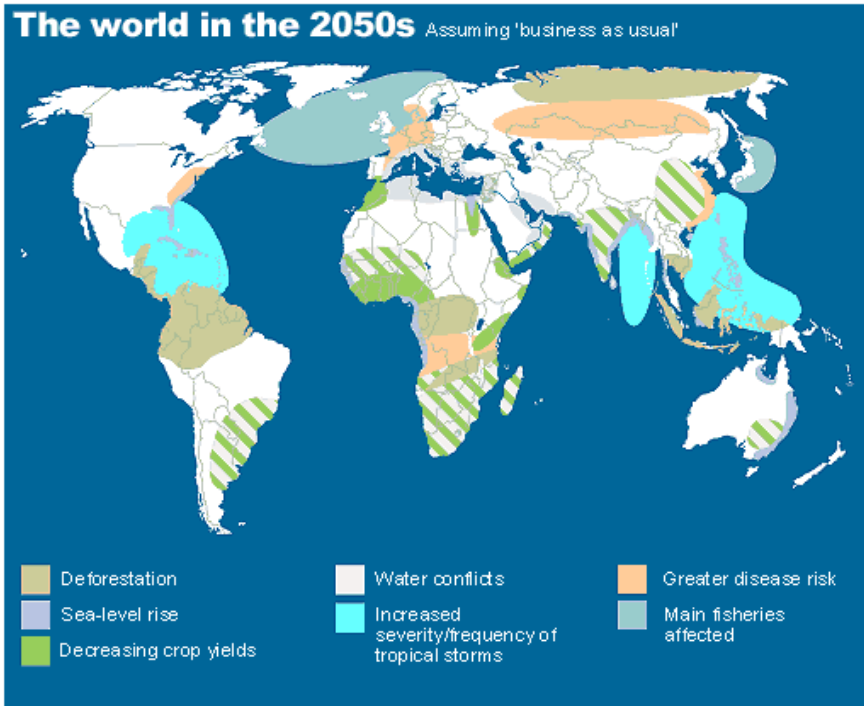 The world in the 2050s Assuming 'business as usual'
Deforestation
Sea-level rise
Decreasing crop yields
Water conflicts
Increased
severity/frequency of
tropical storms
Greater disease risk
Main fisheries
affected